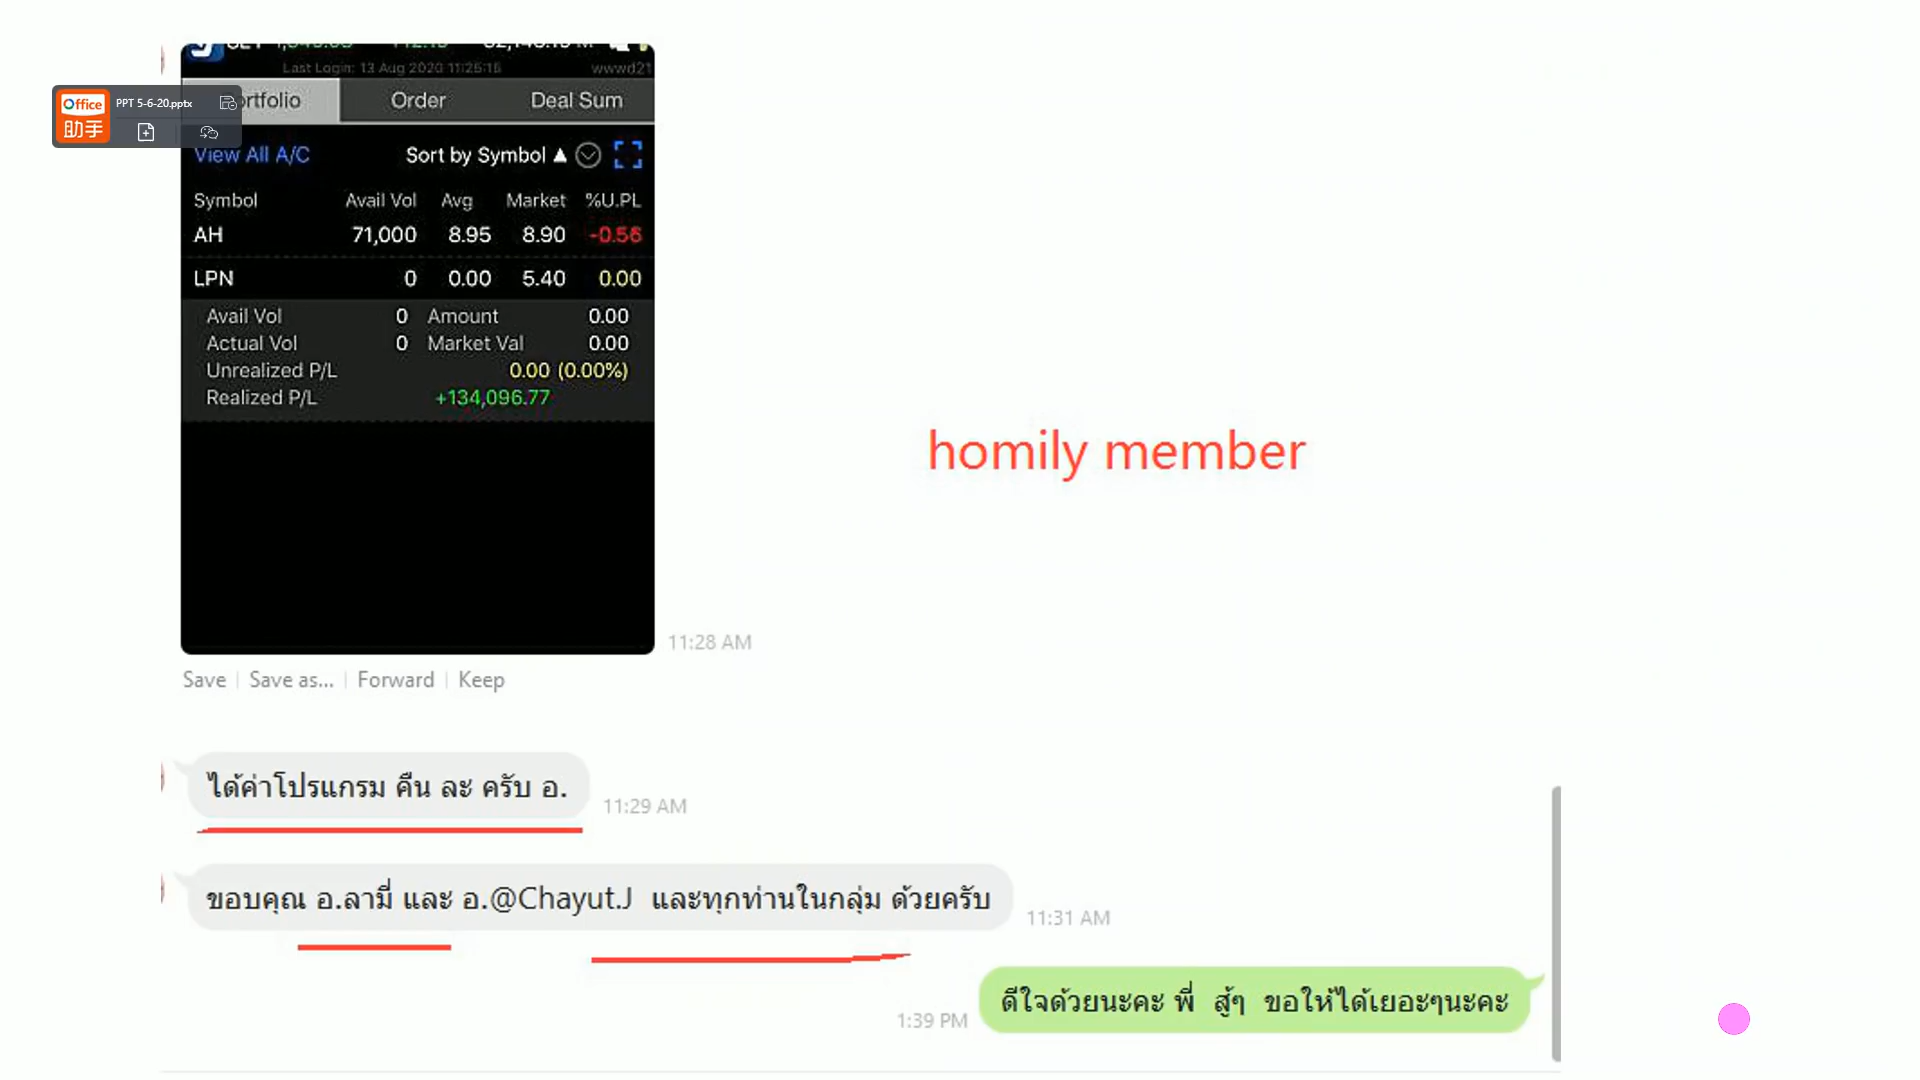 Last Login: 13 Aug 2020 11:25:15 wwwd21
Office
助手
PPT 5-6-20.pptx
rtfolio Order Deal Sum
View All A/C Sort by Symbol ▲
Symbol Avail Vol Avg Market %U.PL
AH 71,000 8.95 8.90 -0.56
LPN 0 0.00 5.40 0.00
Avail Vol 0 Amount 0.00
Actual Vol 0 Market Val 0.00
Unrealized P/L 0.00 (0.00%)
Realized P/L +134,096.77
homily member
11:28 AM
Save | Save as... | Forward | Keep
ได้ค่าโปรแกรม คืน ละ ครับ อ.
11:29 AM
ขอบคุณ อ.ลามี่ และ อ.@Chayut.J และทุกท่านในกลุ่ม ด้วยครับ
11:31 AM
ดีใจด้วยนะคะ พี่ สู้ๆ ขอให้ได้เยอะๆนะคะ
1:39 PM